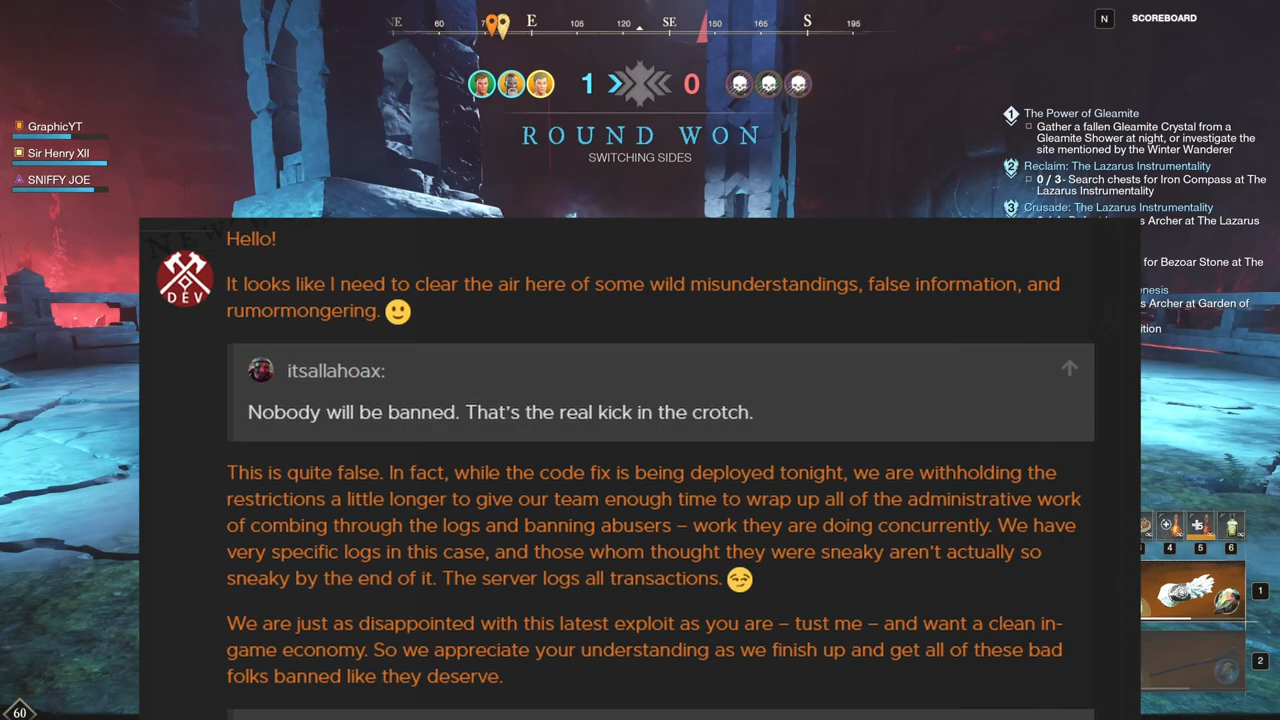 NE 60 E 105 120 SE 150 165 S 195
N SCOREBOARD
1 0
ROUND WON
SWITCHING SIDES
GraphicYT
Sir Henry XII
SNIFFY JOE
1 The Power of Gleamite
Gather a fallen Gleamite Crystal from a
Gleamite Shower at night, or investigate the
site mentioned by the Winter Wanderer
2 Reclaim: The Lazarus Instrumentality
0 / 3- Search chests for Iron Compass at The
Lazarus Instrumentality
3 Crusade: The Lazarus Instrumentality
s Archer at The Lazarus
for Bezoar Stone at The
enesis
s Archer at Garden of
ition
Hello!
DEV
It looks like I need to clear the air here of some wild misunderstandings, false information, and
rumormongering.
itsallahoax:
Nobody will be banned. That's the real kick in the crotch.
This is quite false. In fact, while the code fix is being deployed tonight, we are withholding the
restrictions a little longer to give our team enough time to wrap up all of the administrative work
of combing through the logs and banning abusers – work they are doing concurrently. We have
very specific logs in this case, and those whom thought they were sneaky aren't actually so
sneaky by the end of it. The server logs all transactions.
We are just as disappointed with this latest exploit as you are – tust me – and want a clean in-
game economy. So we appreciate your understanding as we finish up and get all of these bad
folks banned like they deserve.
4 5 6
1
2
60